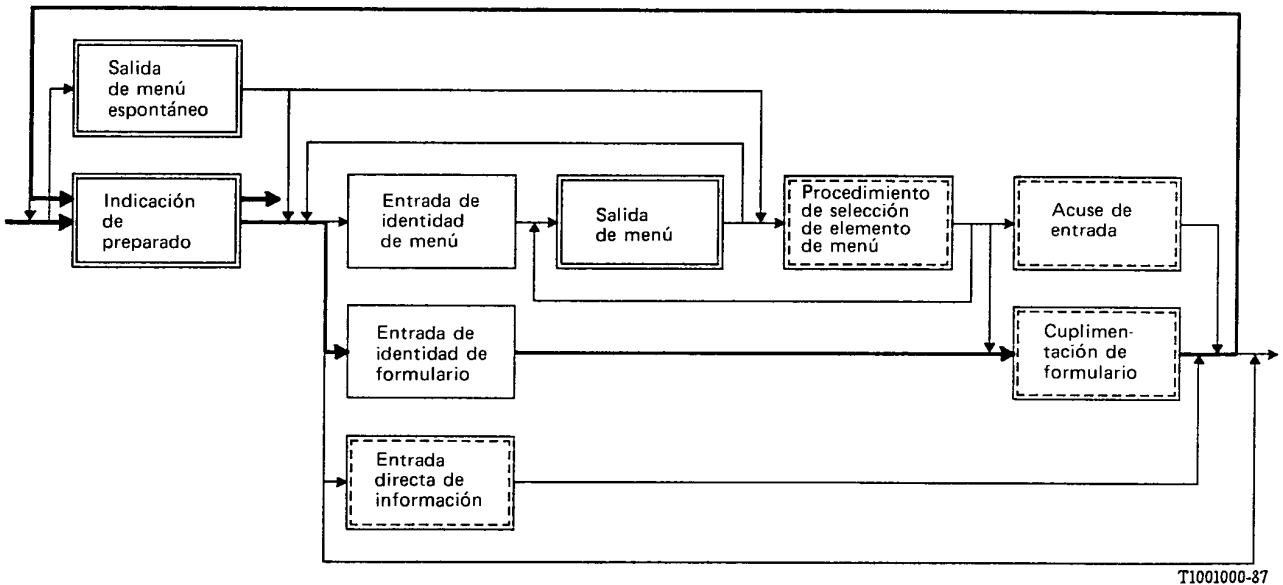 Salida
de menú
espontáneo
Indicación
de
preparado
Entrada de
identidad
de menú
Salida
de menú
Procedimiento
de selección
de elemento
de menú
Acuse de
entrada
Entrada de
identidad de
formulario
Cuplimen-
tación de
formulario
Entrada
directa de
información
T1001000-87